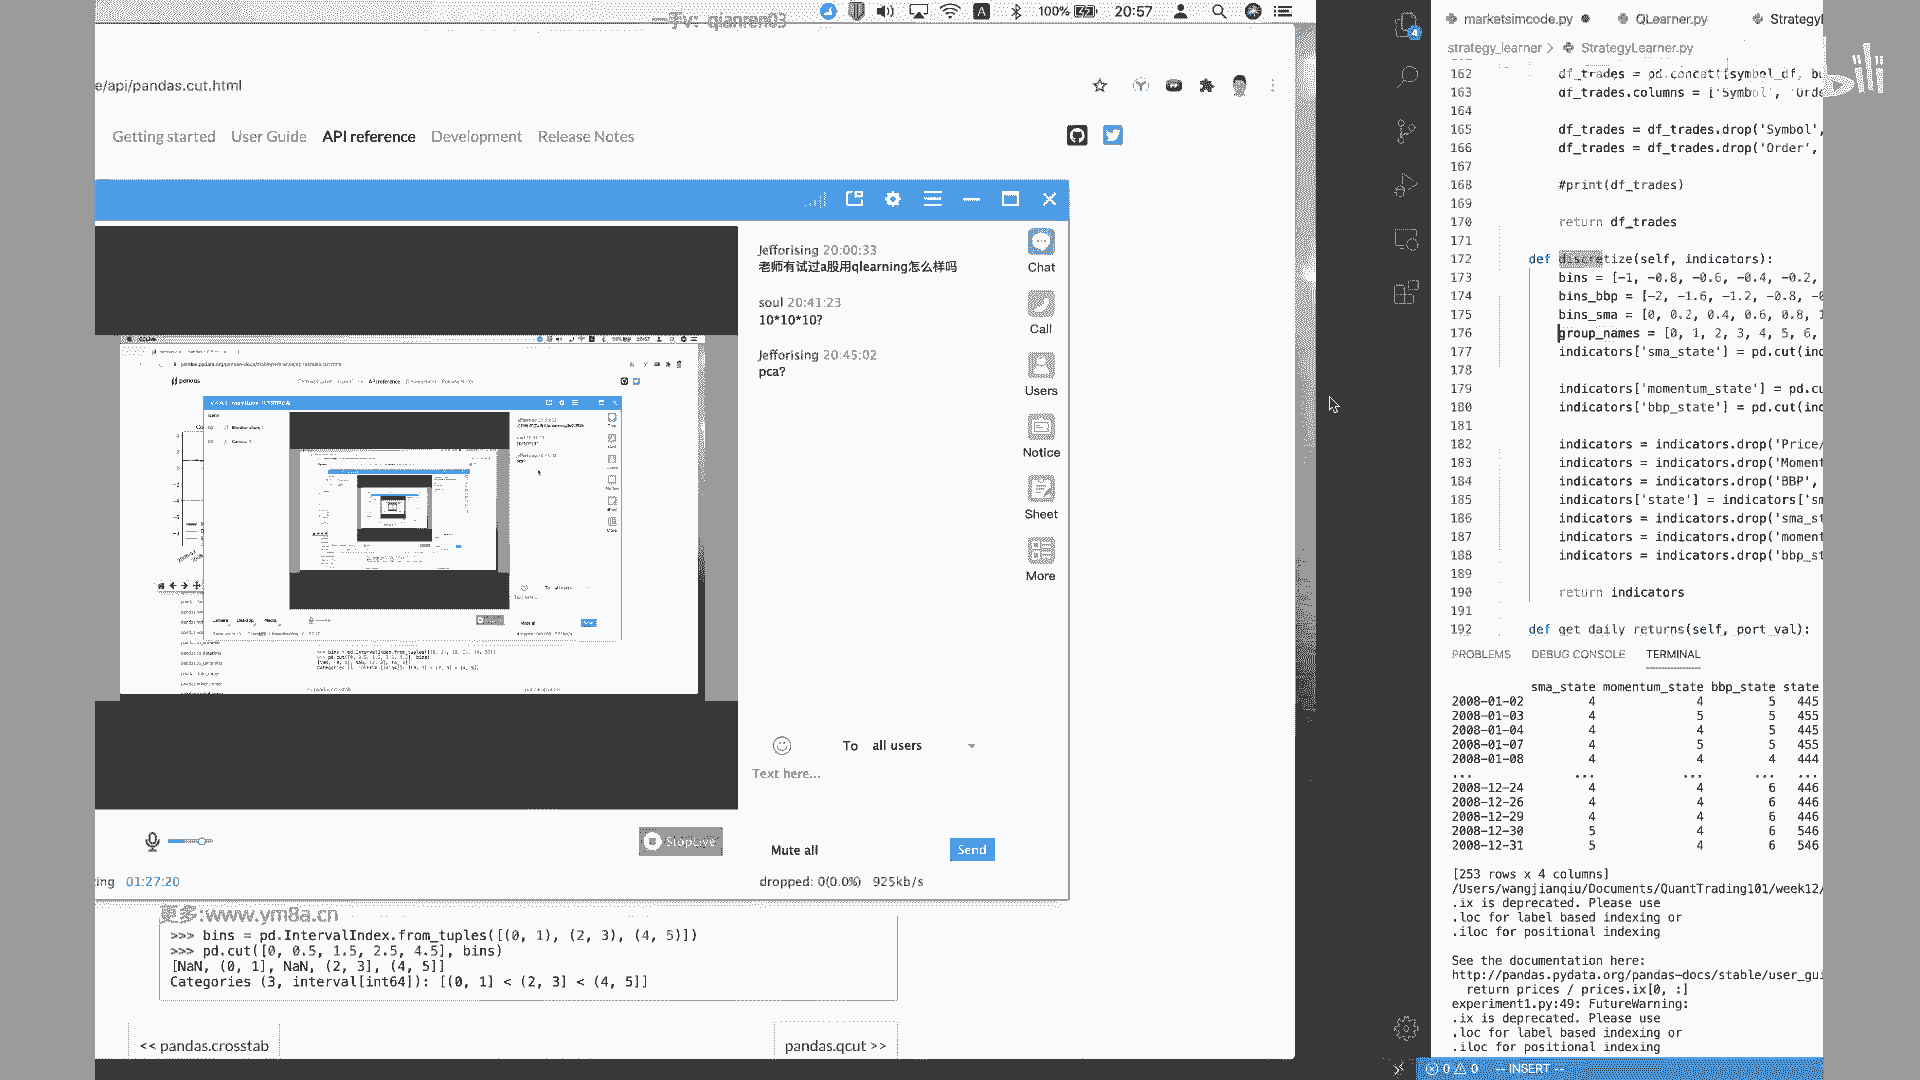 qianren03
100%
20:57
e/api/pandas.cut.html
Getting started
User Guide
API reference
Development
Release Notes
Jefforising 20:00:33
老师有试过a股用qlearning怎么样吗
soul 20:41:23
10*10*10?
Jefforising 20:45:02
pca?
Chat
Call
Users
Notice
Sheet
More
To all users
Text here...
StopLive
Mute all
Send
ing 01:27:20
dropped: 0(0.0%) 925kb/s
更多:www.ym8a.cn
>>> bins = pd.IntervalIndex.from_tuples([(0, 1), (2, 3), (4, 5)])
>>> pd.cut([0, 0.5, 1.5, 2.5, 4.5], bins)
[NaN, (0, 1], NaN, (2, 3], (4, 5]]
Categories (3, interval[int64]): [(0, 1] < (2, 3] < (4, 5]]
<< pandas.crosstab
pandas.qcut >>
4
marketsimcode.py
QLearner.py
Strategyl
strategy_learner > StrategyLearner.py
bili
162 df_trades = pd.concat([symbol_df, bu
163 df_trades.columns = ['Symbol', 'Orde
164
165 df_trades = df_trades.drop('Symbol',
166 df_trades = df_trades.drop('Order',
167
168 #print(df_trades)
169
170 return df_trades
171
172 def discretize(self, indicators):
173 bins = [-1, -0.8, -0.6, -0.4, -0.2,
174 bins_bbp = [-2, -1.6, -1.2, -0.8, -0
175 bins_sma = [0, 0.2, 0.4, 0.6, 0.8, 1
176 group_names = [0, 1, 2, 3, 4, 5, 6,
177 indicators['sma_state'] = pd.cut(inc
178
179 indicators['momentum_state'] = pd.cu
180 indicators['bbp_state'] = pd.cut(inc
181
182 indicators = indicators.drop('Price/
183 indicators = indicators.drop('Moment
184 indicators = indicators.drop('BBP',
185 indicators['state'] = indicators['sm
186 indicators = indicators.drop('sma_st
187 indicators = indicators.drop('moment
188 indicators = indicators.drop('bbp_st
189
190 return indicators
191
192 def get_daily_returns(self, port_val):
PROBLEMS
DEBUG CONSOLE
TERMINAL
sma_state momentum_state bbp_state state
2008-01-02 4 4 5 445
2008-01-03 4 5 5 455
2008-01-04 4 4 5 445
2008-01-07 4 5 5 455
2008-01-08 4 4 4 444
... ... ... ... ...
2008-12-24 4 4 6 446
2008-12-26 4 4 6 446
2008-12-29 4 4 6 446
2008-12-30 5 4 6 546
2008-12-31 5 4 6 546
[253 rows x 4 columns]
/Users/wangjianqiu/Documents/QuantTrading101/week12/
.ix is deprecated. Please use
.loc for label based indexing or
.iloc for positional indexing
See the documentation here:
http://pandas.pydata.org/pandas-docs/stable/user_gui
return prices / prices.ix[0, :]
experiment1.py:49: FutureWarning:
.ix is deprecated. Please use
.loc for label based indexing or
.iloc for positional indexing
0 0 -- INSERT --